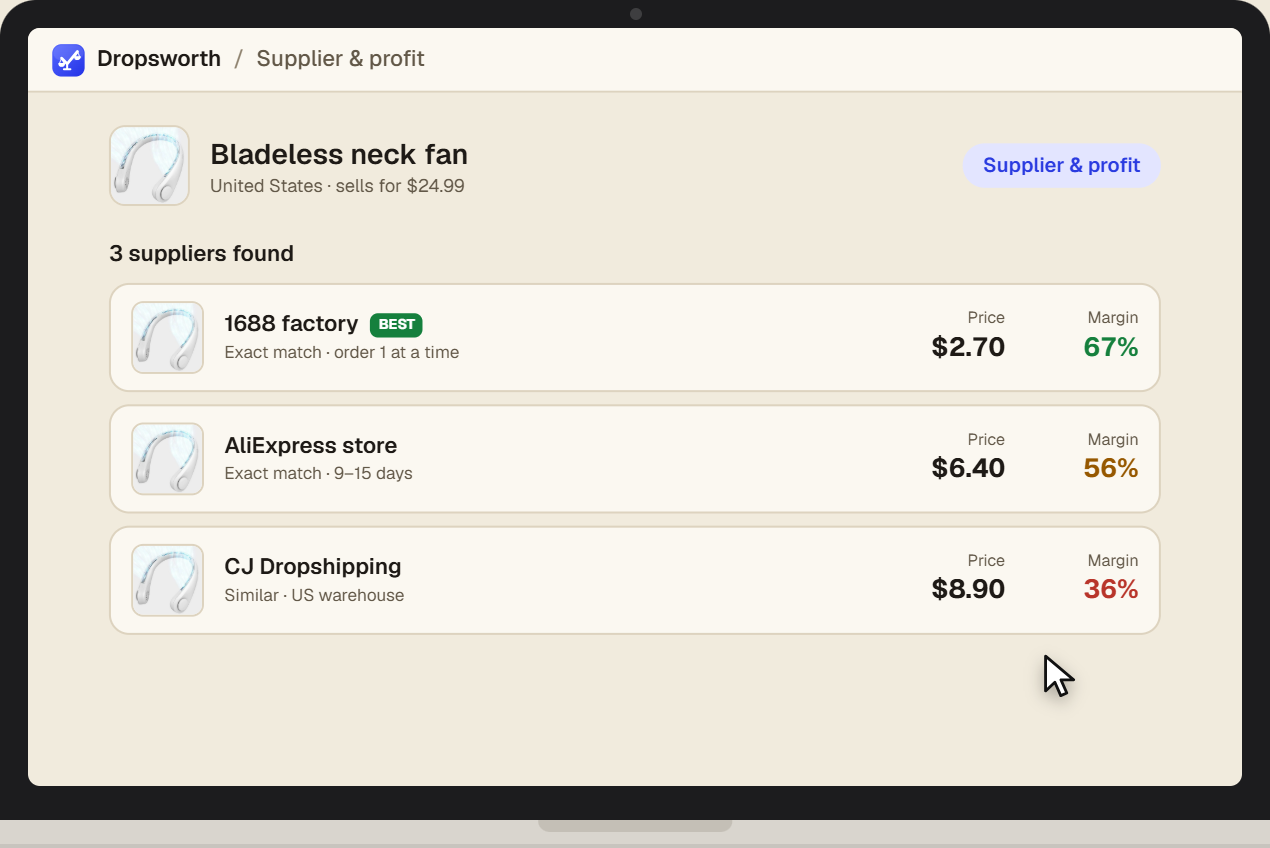 Dropsworth / Supplier & profit
Bladeless neck fan
United States · sells for $24.99
Supplier & profit
3 suppliers found
1688 factory BEST
Exact match · order 1 at a time
Price
$2.70
Margin
67%
AliExpress store
Exact match · 9–15 days
Price
$6.40
Margin
56%
CJ Dropshipping
Similar · US warehouse
Price
$8.90
Margin
36%